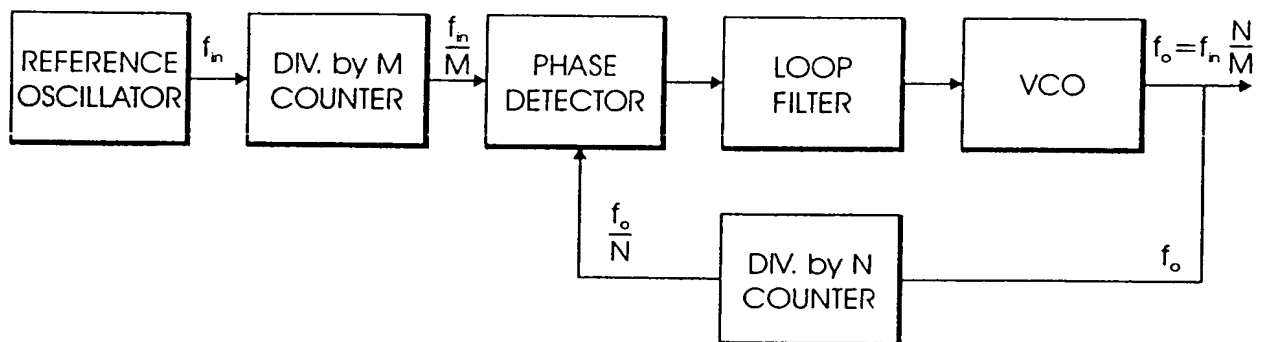 REFERENCE
OSCILLATOR
f_in
DIV. by M
COUNTER
f_in
M
PHASE
DETECTOR
LOOP
FILTER
VCO
f_o = f_in N
M
f_o
N
DIV. by N
COUNTER
f_o